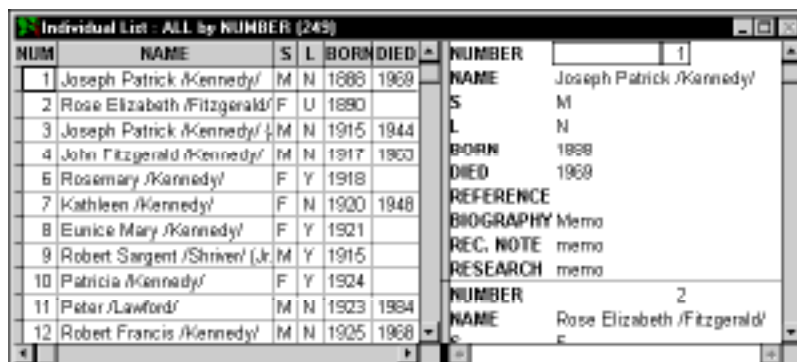 Individual List : ALL by NUMBER (249)
NUM NAME S L BORN DIED
1 Joseph Patrick /Kennedy/ M N 1888 1969
2 Rose Elizabeth /Fitzgerald/ F U 1890
3 Joseph Patrick /Kennedy/ M N 1915 1944
4 John Fitzgerald /Kennedy/ M N 1917 1963
6 Rosemary /Kennedy/ F Y 1918
7 Kathleen /Kennedy/ F N 1920 1948
8 Eunice Mary /Kennedy/ F Y 1921
9 Robert Sargent /Shriver/ (Jr. M Y 1915
10 Patricia /Kennedy/ F Y 1924
11 Peter /Lawford/ M N 1923 1984
12 Robert Francis /Kennedy/ M N 1925 1968
NUMBER 1
NAME Joseph Patrick /Kennedy/
S M
L N
BORN 1888
DIED 1969
REFERENCE
BIOGRAPHY Memo
REC. NOTE memo
RESEARCH memo
NUMBER 2
NAME Rose Elizabeth /Fitzgerald/